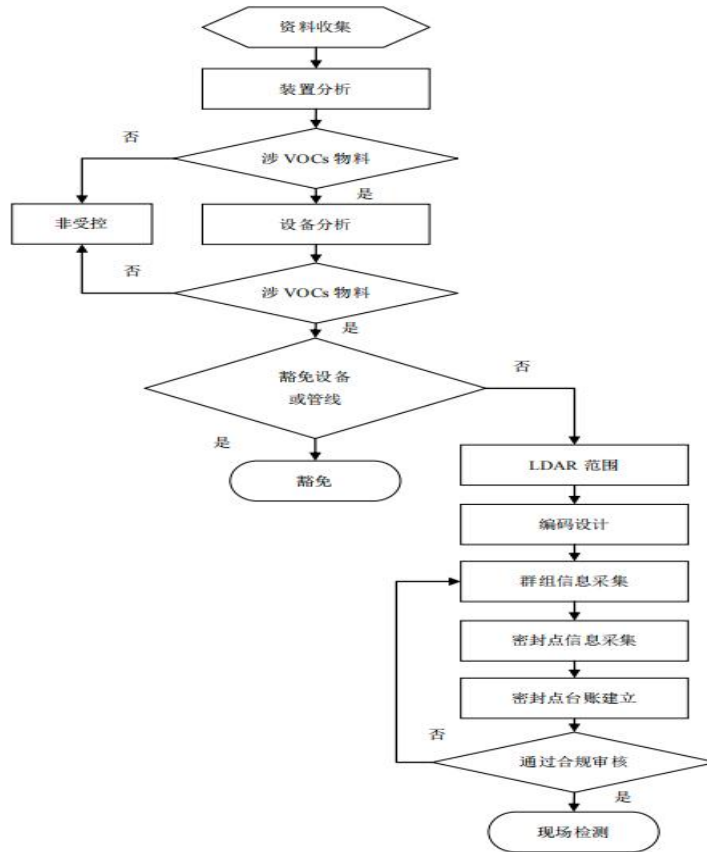 资料收集
装置分析
否
涉 VOCs 物料
是
非受控
设备分析
否
涉 VOCs 物料
是
豁免设备
或管线
否
是
豁免
LDAR 范围
编码设计
群组信息采集
密封点信息采集
密封点台账建立
否
通过合规审核
是
现场检测